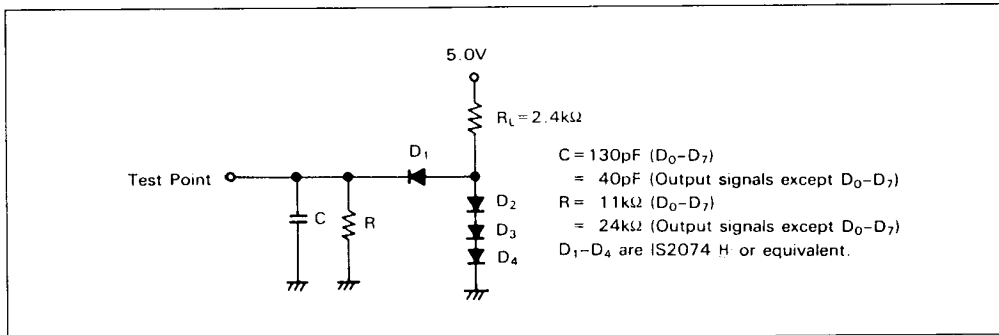 5.0V
R_L = 2.4kΩ
D₁
C = 130pF (D₀–D₇)
Test Point
= 40pF (Output signals except D₀–D₇)
D₂
C
R
R = 11kΩ (D₀–D₇)
D₃
= 24kΩ (Output signals except D₀–D₇)
D₄
D₁–D₄ are IS2074 H or equivalent.